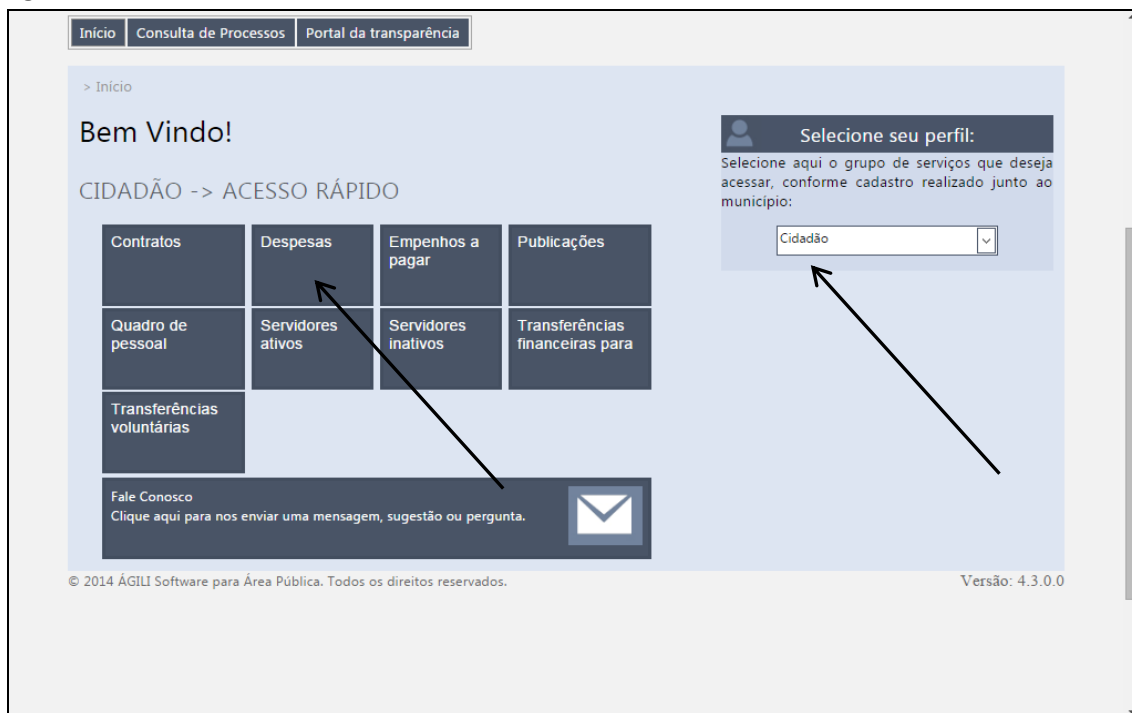 Início Consulta de Processos Portal da transparência
> Início
Bem Vindo!
CIDADÃO -> ACESSO RÁPIDO
Contratos
Despesas
Empenhos a
pagar
Publicações
Quadro de
pessoal
Servidores
ativos
Servidores
inativos
Transferências
financeiras para
Transferências
voluntárias
Fale Conosco
Clique aqui para nos enviar uma mensagem, sugestão ou pergunta.
Selecione seu perfil:
Selecione aqui o grupo de serviços que deseja
acessar, conforme cadastro realizado junto ao
município:
Cidadão
© 2014 ÁGILI Software para Área Pública. Todos os direitos reservados.
Versão: 4.3.0.0